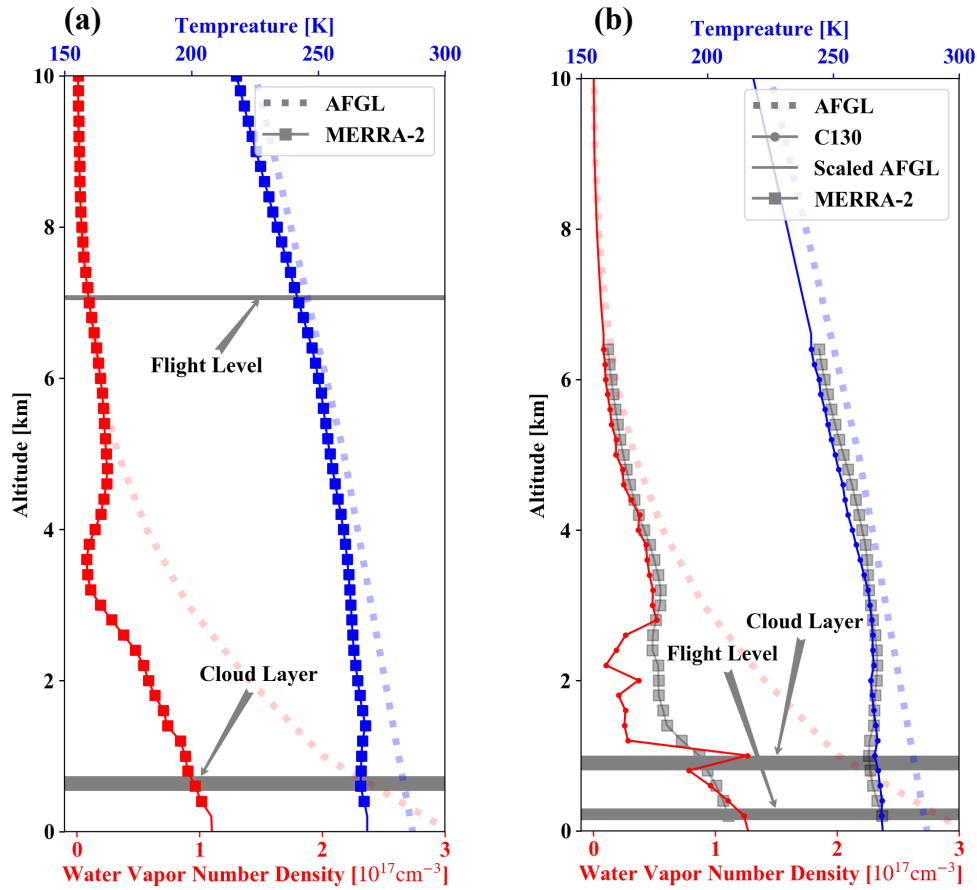 (a)
Tempreature [K]
150 200 250 300
10
8
6
4
2
0
Altitude [km]
AFGL
MERRA-2
Flight Level
Cloud Layer
0 1 2 3
Water Vapor Number Density [10¹⁷cm⁻³]
(b)
Tempreature [K]
150 200 250 300
10
8
6
4
2
0
Altitude [km]
AFGL
C130
Scaled AFGL
MERRA-2
Cloud Layer
Flight Level
0 1 2 3
Water Vapor Number Density [10¹⁷cm⁻³]